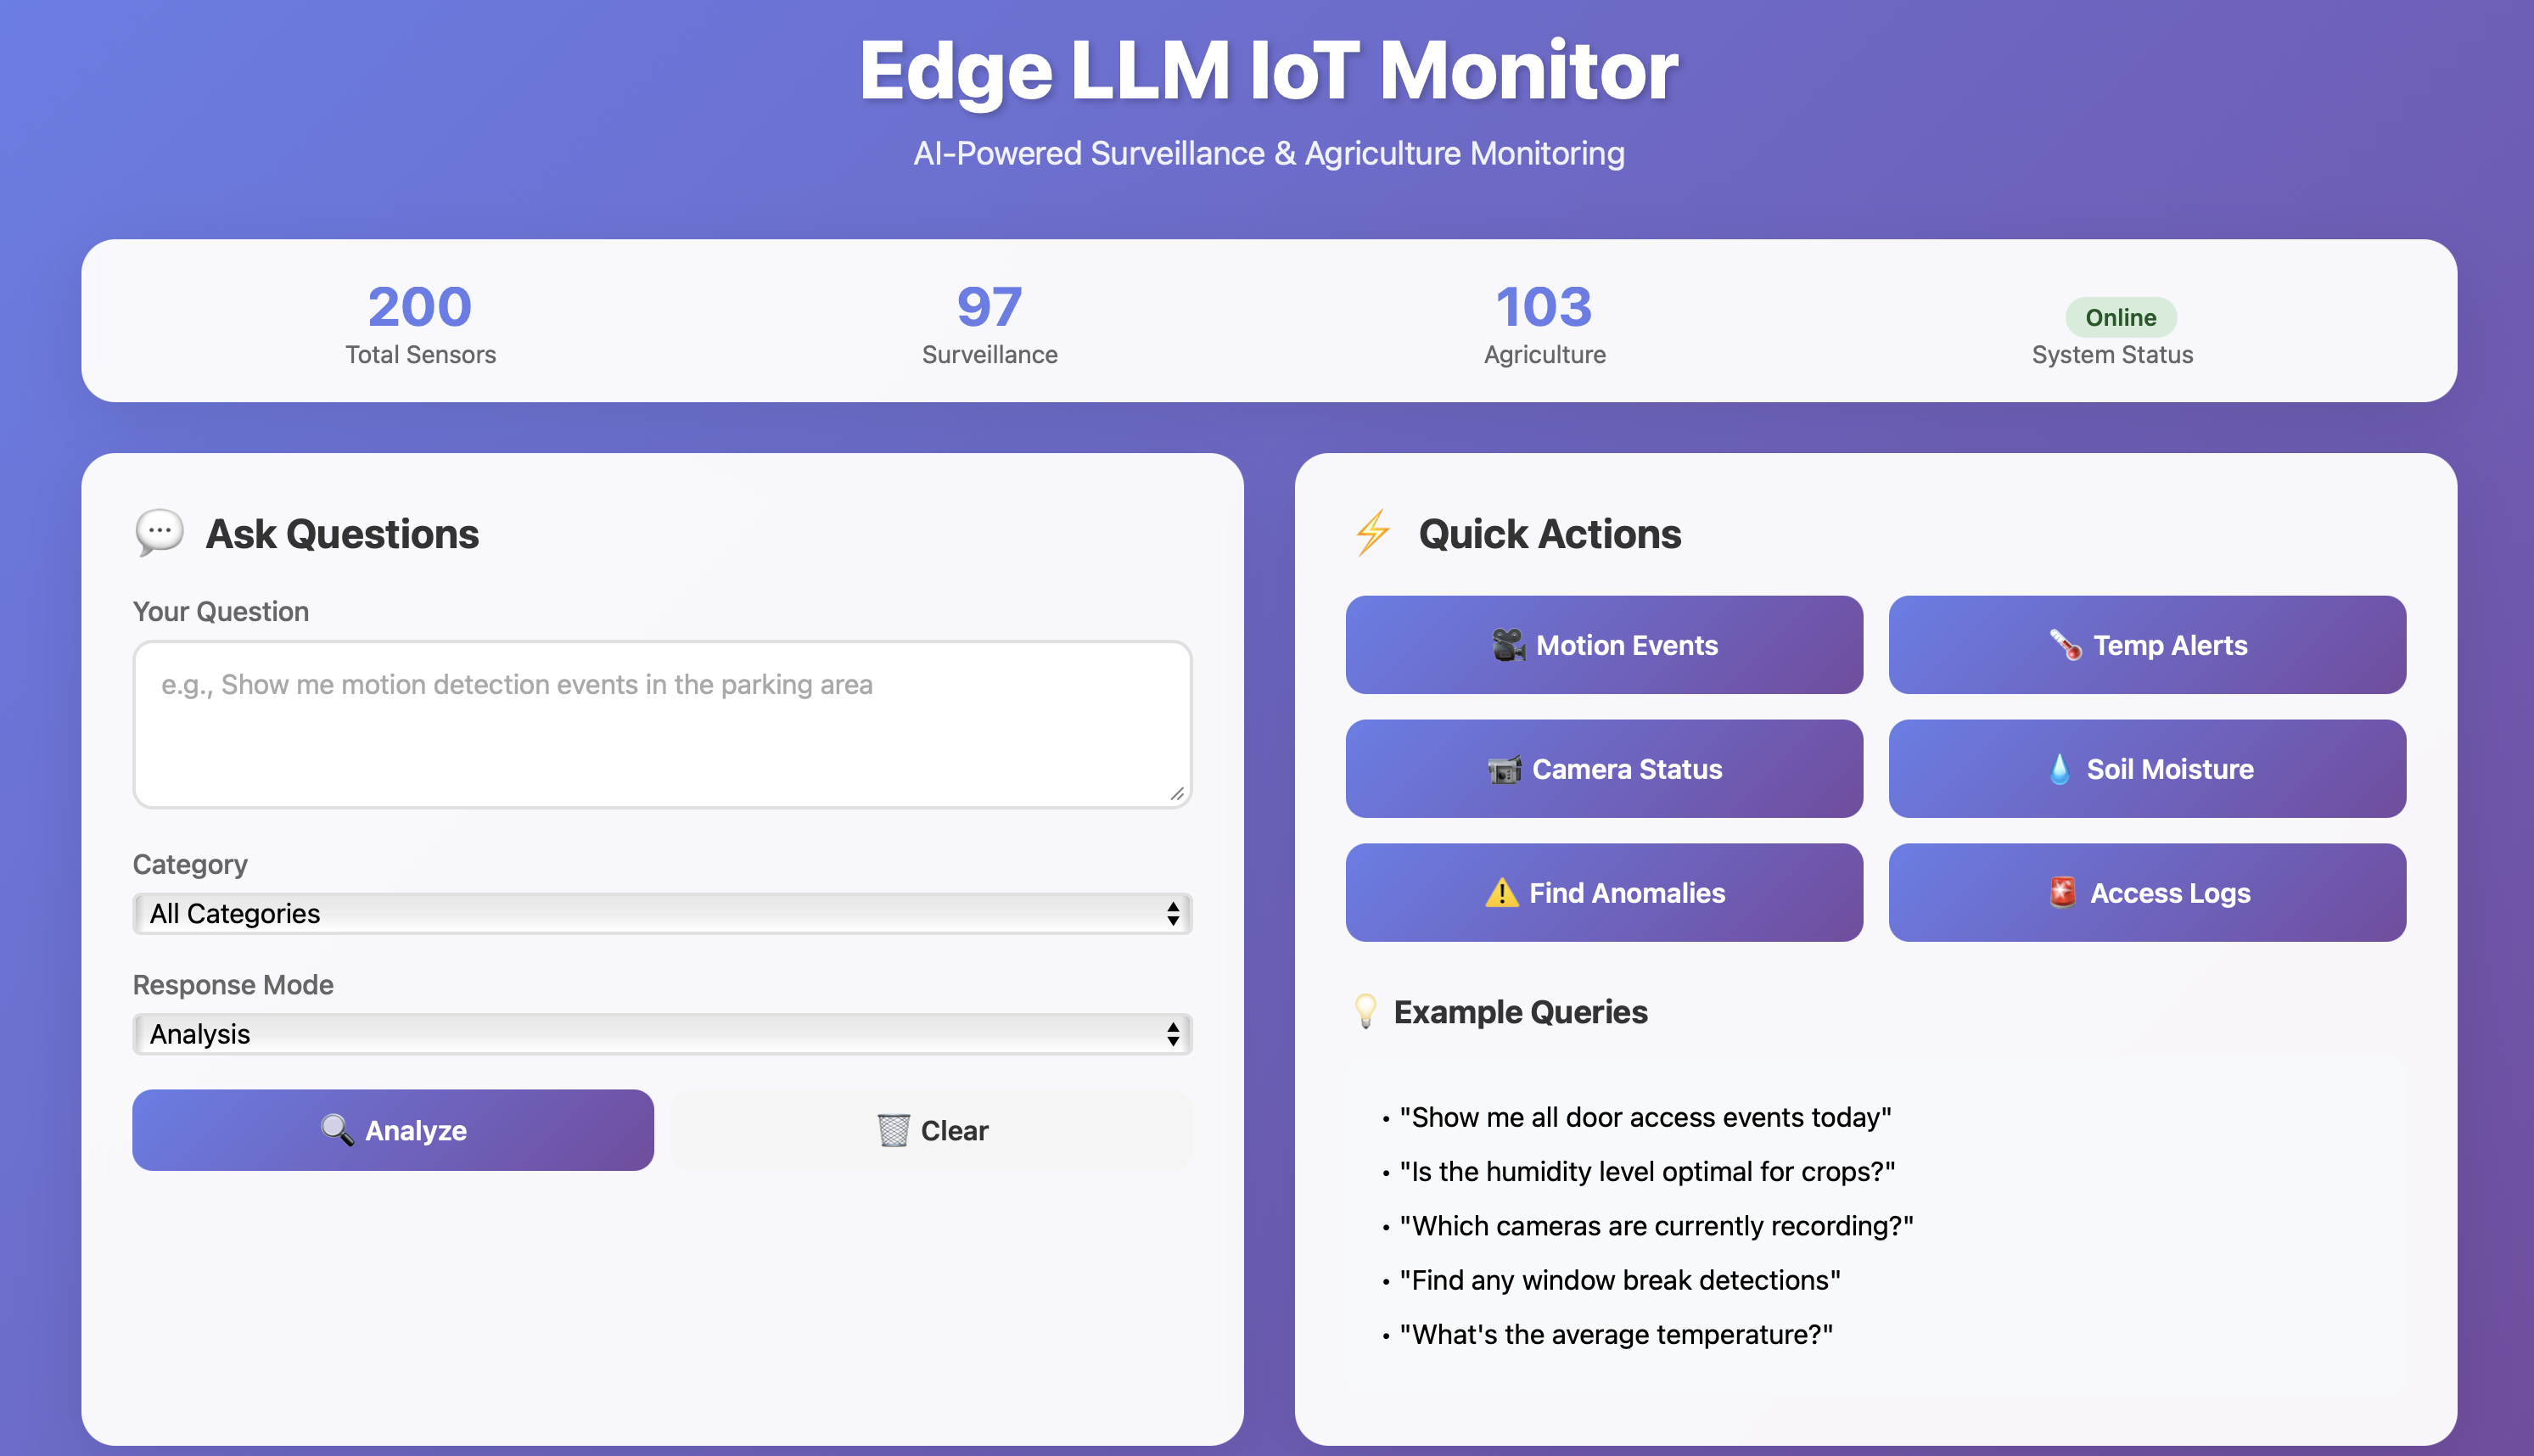 Edge LLM IoT Monitor
AI-Powered Surveillance & Agriculture Monitoring
200
Total Sensors
97
Surveillance
103
Agriculture
Online
System Status
Ask Questions
Your Question
e.g., Show me motion detection events in the parking area
Category
All Categories
Response Mode
Analysis
Analyze
Clear
Quick Actions
Motion Events
Temp Alerts
Camera Status
Soil Moisture
Find Anomalies
Access Logs
Example Queries
• "Show me all door access events today"
• "Is the humidity level optimal for crops?"
• "Which cameras are currently recording?"
• "Find any window break detections"
• "What's the average temperature?"